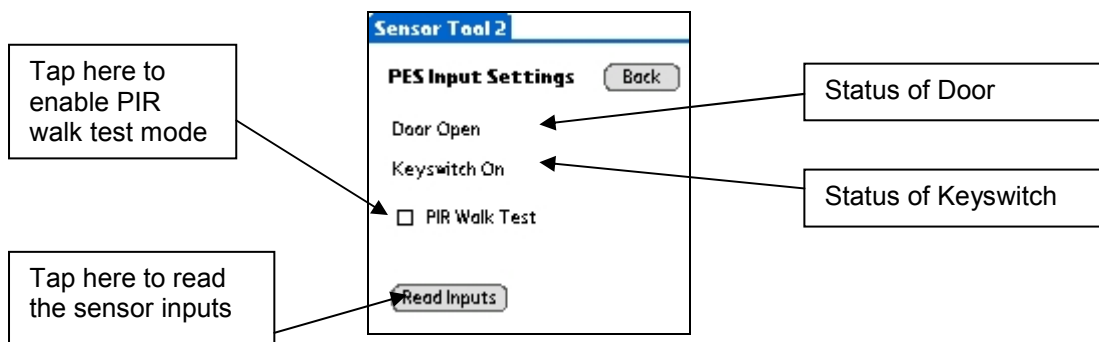 Sensor Tool 2
PES Input Settings
Back
Door Open
Keyswitch On
PIR Walk Test
Read Inputs
Tap here to
enable PIR
walk test mode
Tap here to read
the sensor inputs
Status of Door
Status of Keyswitch